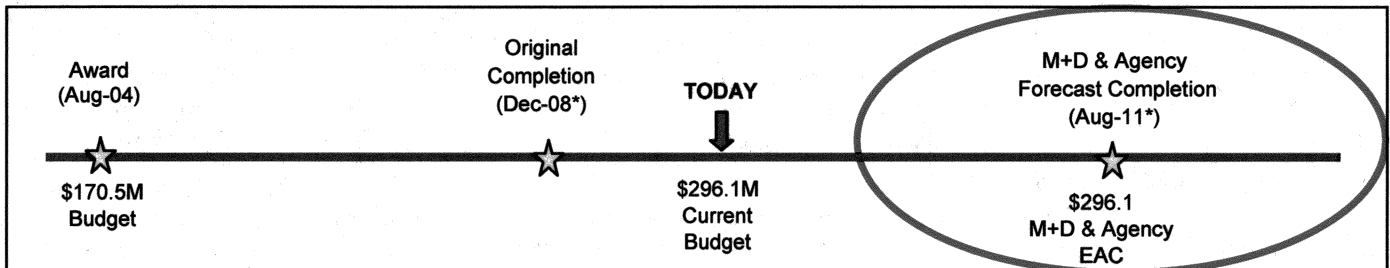 Award
(Aug-04)
$170.5M
Budget
Original
Completion
(Dec-08*)
TODAY
$296.1M
Current
Budget
M+D & Agency
Forecast Completion
(Aug-11*)
$296.1
M+D & Agency
EAC